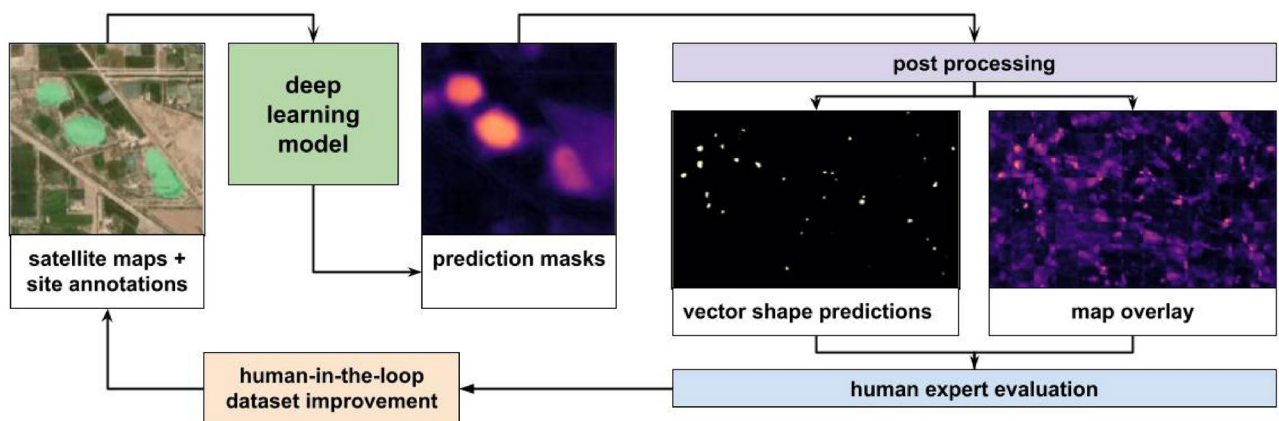 deep
learning
model
satellite maps +
site annotations
prediction masks
post processing
vector shape predictions
map overlay
human expert evaluation
human-in-the-loop
dataset improvement